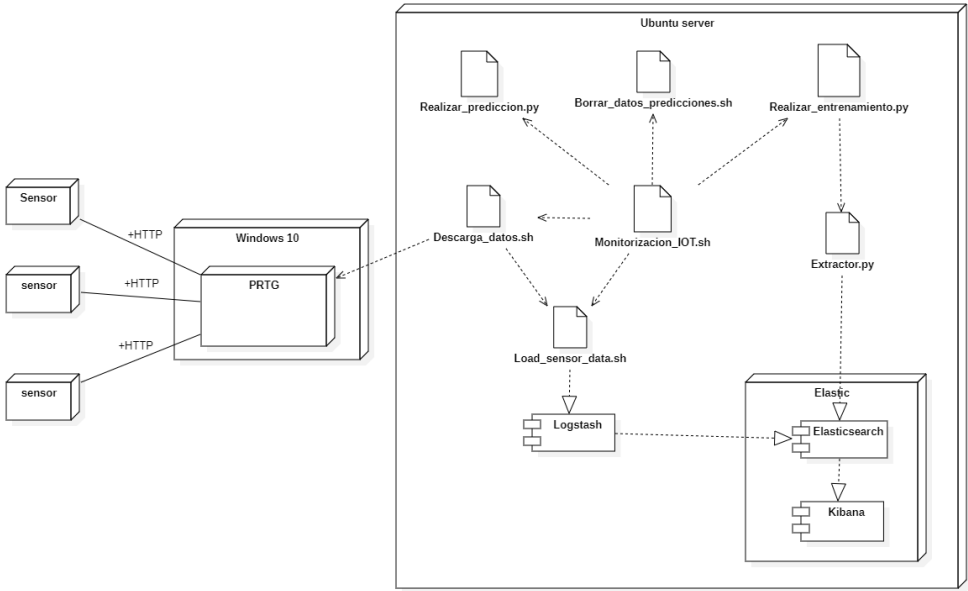 Ubuntu server
Realizar_prediccion.py
Borrar_datos_predicciones.sh
Realizar_entrenamiento.py
Sensor
+HTTP
Windows 10
Descarga_datos.sh
Monitorizacion_IOT.sh
Extractor.py
sensor
+HTTP
PRTG
+HTTP
Load_sensor_data.sh
sensor
Elastic
Logstash
Elasticsearch
Kibana